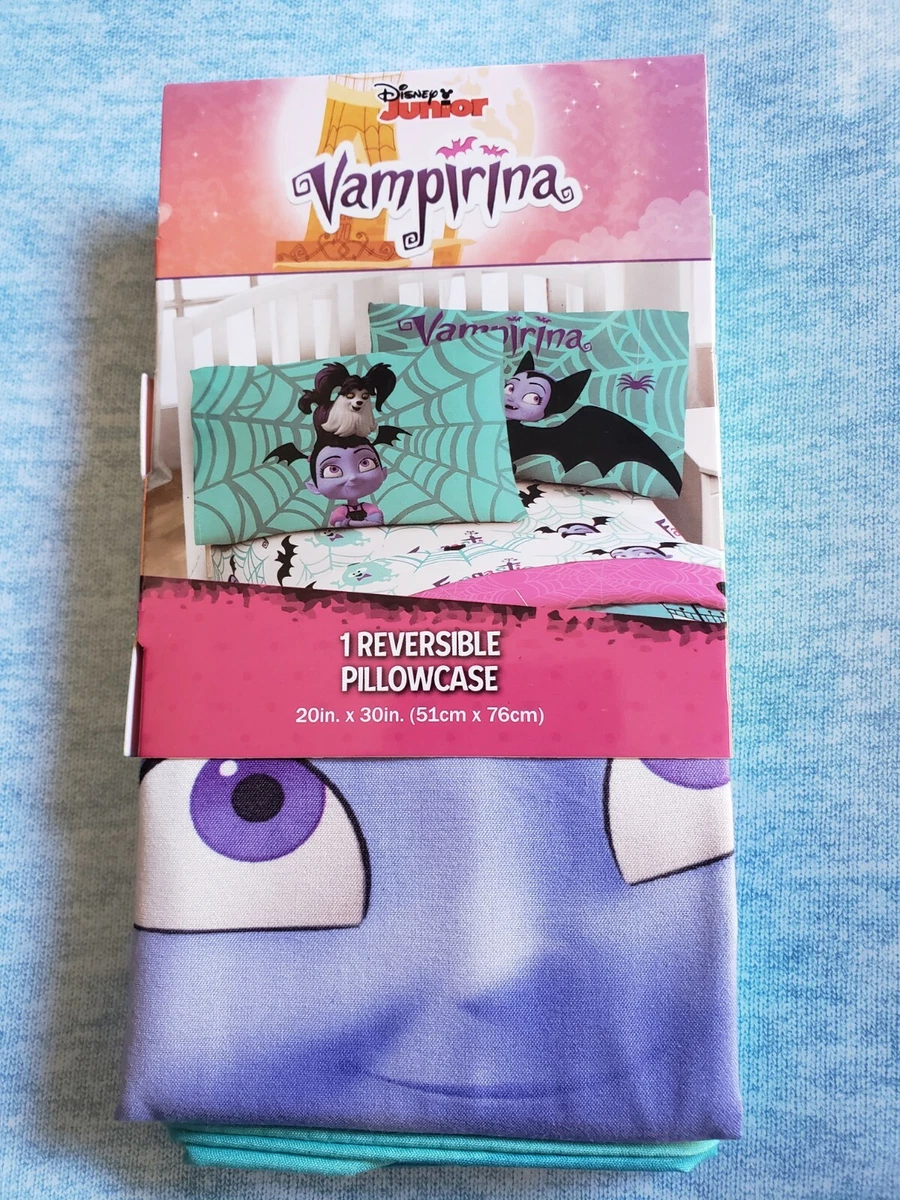 Disney
Junior
Vampirina
Vampirina
1 REVERSIBLE
PILLOWCASE
20in. x 30in. (51cm x 76cm)